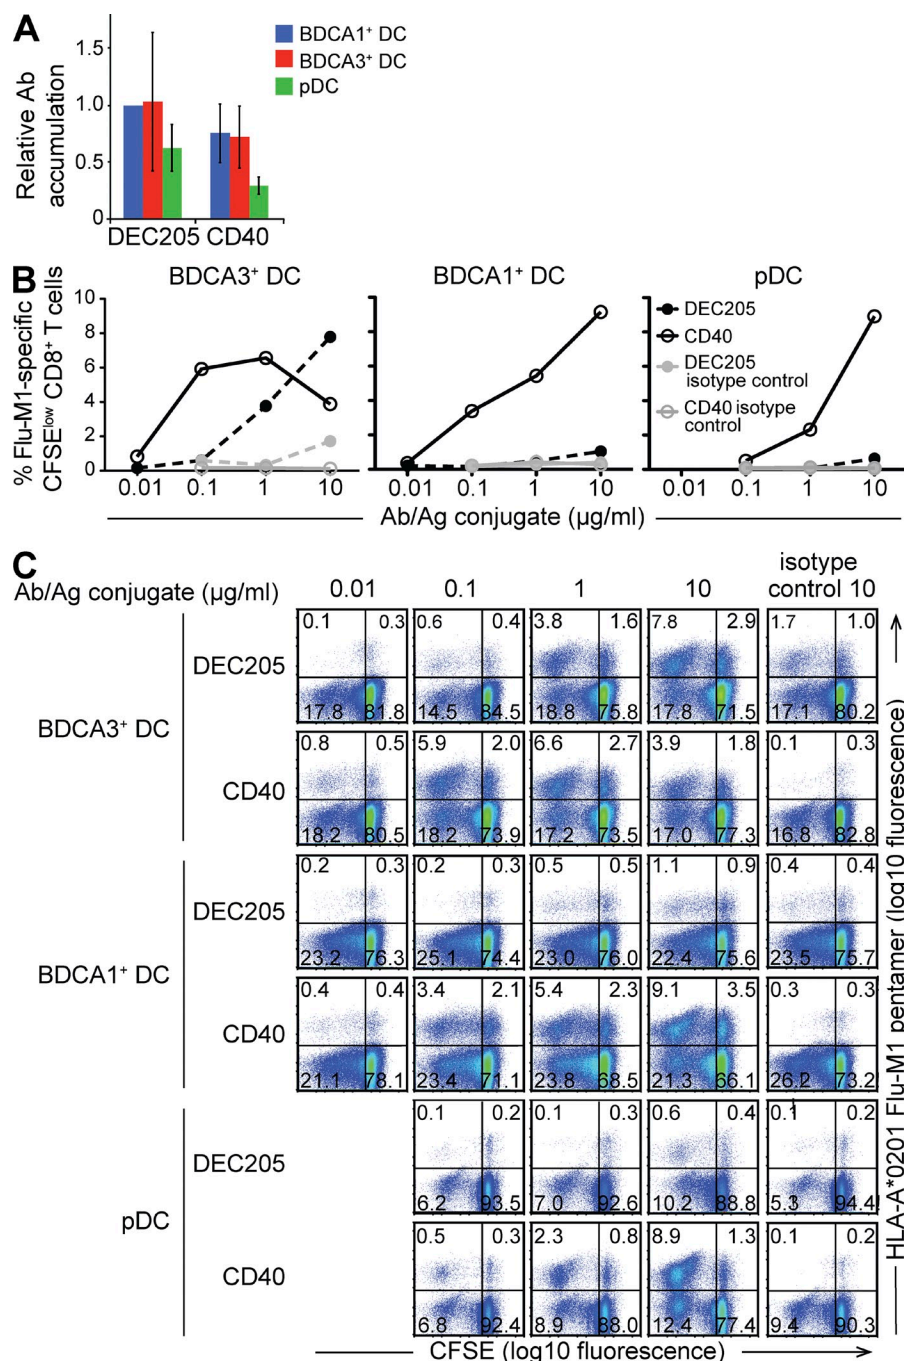 A
Relative Ab
accumulation
1.5
1.0
0.5
0
DEC205 CD40
BDCA1⁺ DC
BDCA3⁺ DC
pDC
B
BDCA3⁺ DC
BDCA1⁺ DC
pDC
% Flu-M1-specific
CFSEˡᵒʷ CD8⁺ T cells
10
8
6
4
2
0
DEC205
CD40
DEC205
isotype control
CD40 isotype
control
0.01 0.1 1 10
0.01 0.1 1 10
0.01 0.1 1 10
Ab/Ag conjugate (µg/ml)
C
Ab/Ag conjugate (µg/ml)
0.01 0.1 1 10
isotype
control 10
BDCA3⁺ DC
DEC205
0.1 0.3 0.6 0.4 3.8 1.6 7.8 2.9 1.7 1.0
17.8 81.8 14.5 84.5 18.8 75.8 17.8 71.5 17.1 80.2
CD40
0.8 0.5 5.9 2.0 6.6 2.7 3.9 1.8 0.1 0.3
18.2 80.5 18.2 73.9 17.2 73.5 17.0 77.3 16.8 82.8
BDCA1⁺ DC
DEC205
0.2 0.3 0.2 0.3 0.5 0.5 1.1 0.9 0.4 0.4
23.2 76.3 25.1 74.4 23.0 76.0 22.4 75.6 23.5 75.7
CD40
0.4 0.4 3.4 2.1 5.4 2.3 9.1 3.5 0.3 0.3
21.1 78.1 23.4 71.1 23.8 68.5 21.3 66.1 26.2 73.2
pDC
DEC205
0.1 0.2 0.1 0.3 0.6 0.4 0.1 0.2
6.2 93.5 7.0 92.6 10.2 88.8 5.3 94.4
CD40
0.5 0.3 2.3 0.8 8.9 1.3 0.1 0.2
6.8 92.4 8.9 88.0 12.4 77.4 9.4 90.3
CFSE (log10 fluorescence)
HLA-A*0201 Flu-M1 pentamer (log10 fluorescence)